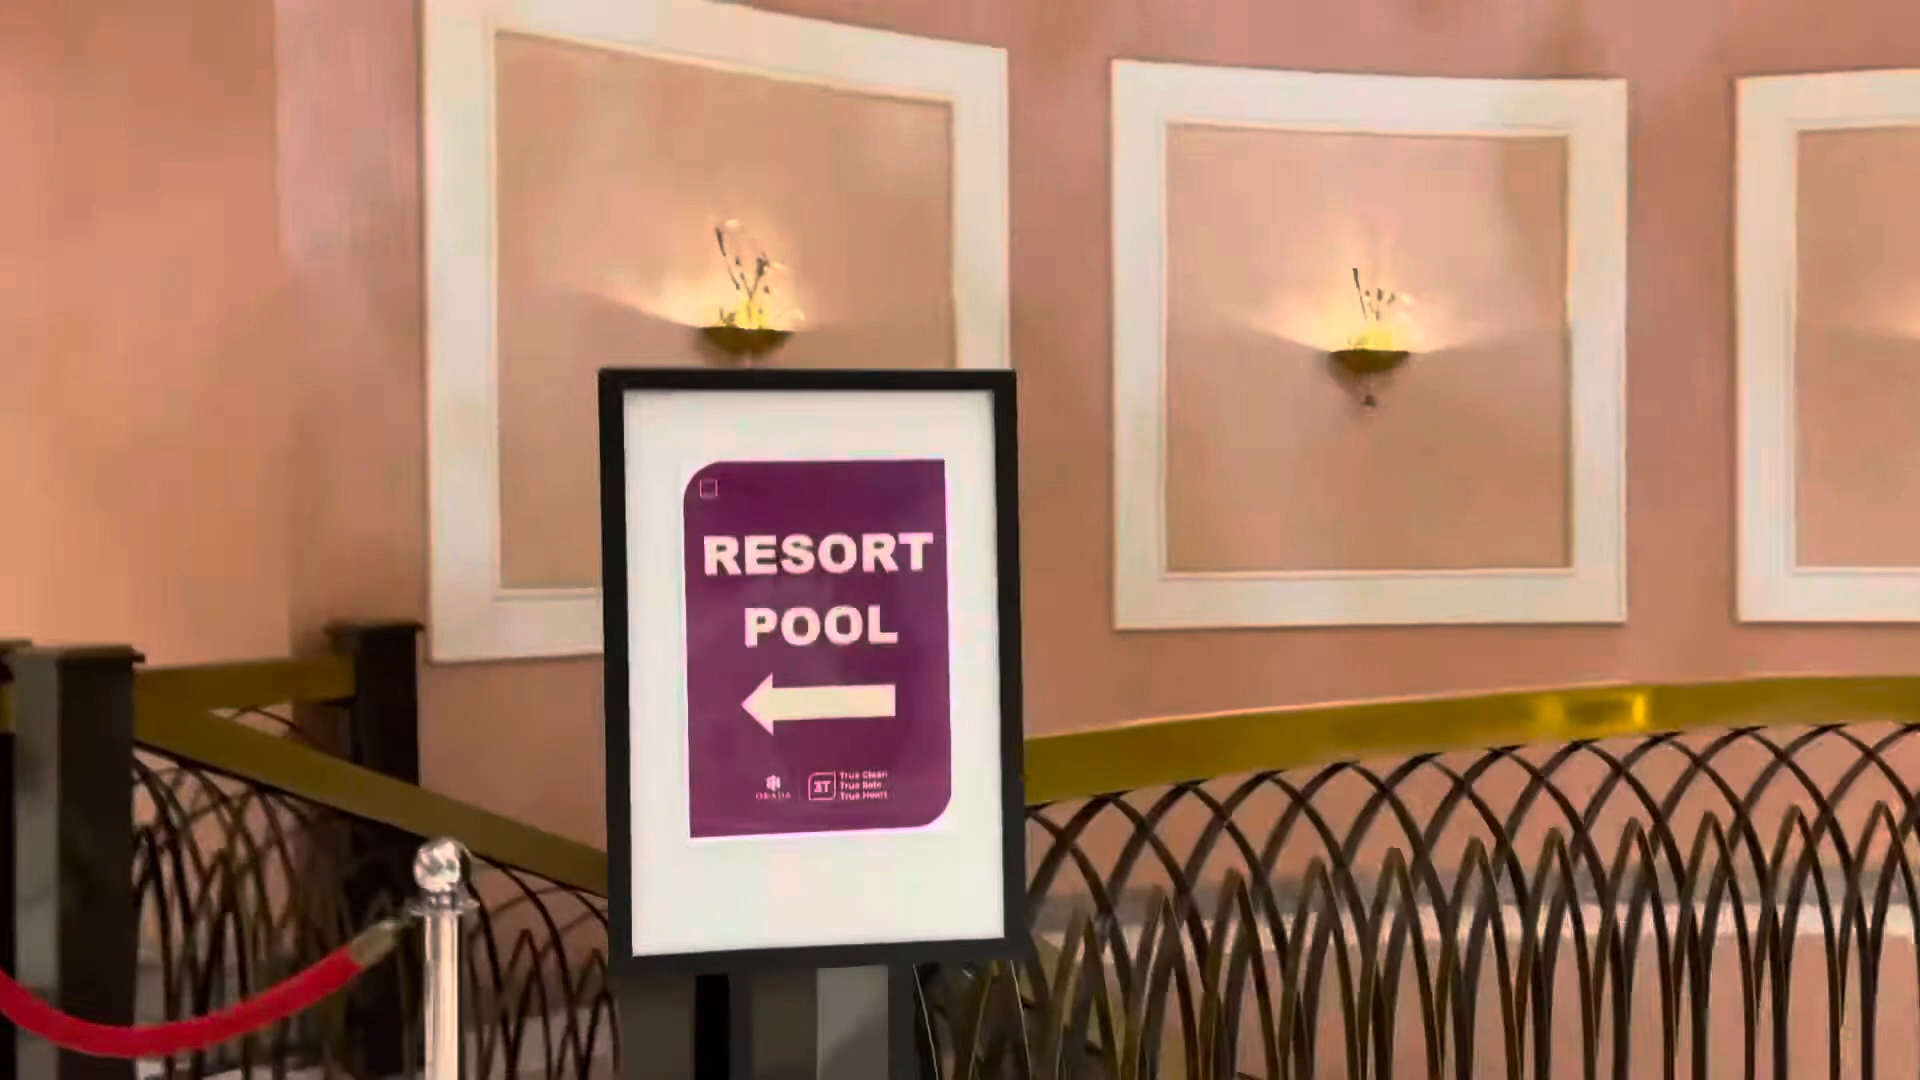 RESORT
POOL
OKADA
3T
True Clean
True Safe
True Heart